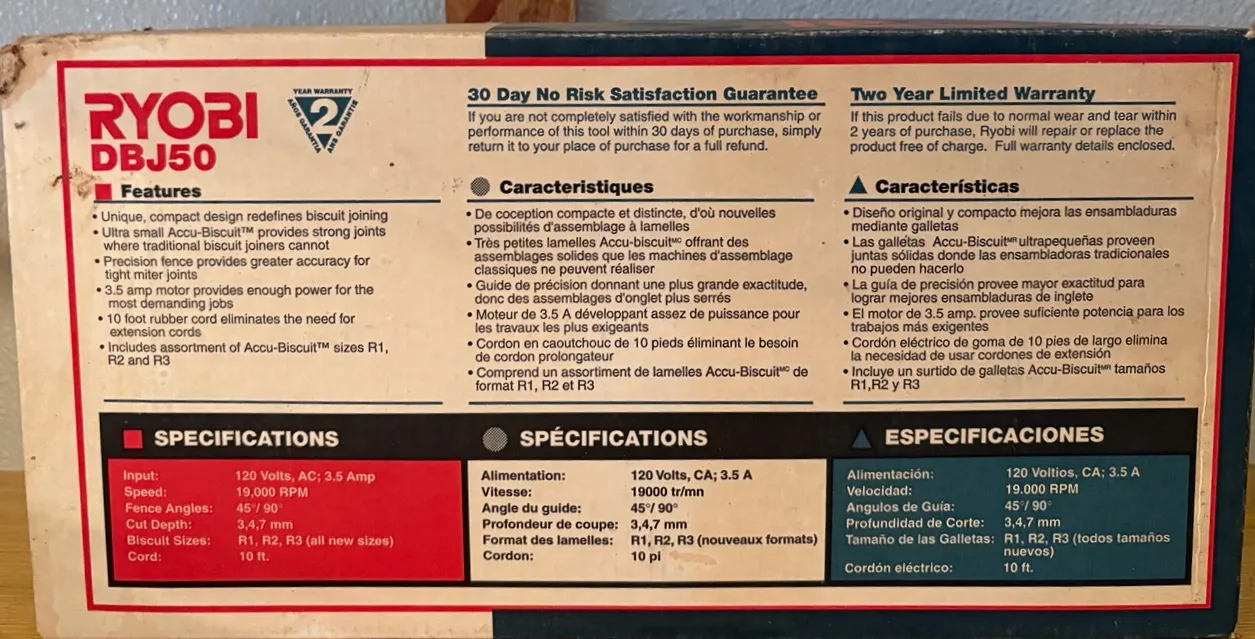 RYOBI
DBJ50
YEAR WARRANTY
2
ANS GARANTIE
30 Day No Risk Satisfaction Guarantee
If you are not completely satisfied with the workmanship or
performance of this tool within 30 days of purchase, simply
return it to your place of purchase for a full refund.
Two Year Limited Warranty
If this product fails due to normal wear and tear within
2 years of purchase, Ryobi will repair or replace the
product free of charge. Full warranty details enclosed.
Features
• Unique, compact design redefines biscuit joining
• Ultra small Accu-Biscuit™ provides strong joints
where traditional biscuit joiners cannot
• Precision fence provides greater accuracy for
tight miter joints
• 3.5 amp motor provides enough power for the
most demanding jobs
• 10 foot rubber cord eliminates the need for
extension cords
• Includes assortment of Accu-Biscuit™ sizes R1,
R2 and R3
Caracteristiques
• De coception compacte et distincte, d'où nouvelles
possibilités d'assemblage à lamelles
• Très petites lamelles Accu-biscuitᴹᶜ offrant des
assemblages solides que les machines d'assemblage
classiques ne peuvent réaliser
• Guide de précision donnant une plus grande exactitude,
donc des assemblages d'onglet plus serrés
• Moteur de 3.5 A développant assez de puissance pour
les travaux les plus exigeants
• Cordon en caoutchouc de 10 pieds éliminant le besoin
de cordon prolongateur
• Comprend un assortiment de lamelles Accu-Biscuitᴹᶜ de
format R1, R2 et R3
Características
• Diseño original y compacto mejora las ensambladuras
mediante galletas
• Las galletas Accu-Biscuitᴹᴿ ultrapequeñas proveen
juntas sólidas donde las ensambladoras tradicionales
no pueden hacerlo
• La guía de precisión provee mayor exactitud para
lograr mejores ensambladuras de inglete
• El motor de 3.5 amp. provee suficiente potencia para los
trabajos más exigentes
• Cordón eléctrico de goma de 10 pies de largo elimina
la necesidad de usar cordones de extensión
• Incluye un surtido de galletas Accu-Biscuitᴹᴿ tamaños
R1,R2 y R3
SPECIFICATIONS
Input: 120 Volts, AC; 3.5 Amp
Speed: 19,000 RPM
Fence Angles: 45°/ 90°
Cut Depth: 3,4,7 mm
Biscuit Sizes: R1, R2, R3 (all new sizes)
Cord: 10 ft.
SPÉCIFICATIONS
Alimentation: 120 Volts, CA; 3.5 A
Vitesse: 19000 tr/mn
Angle du guide: 45°/ 90°
Profondeur de coupe: 3,4,7 mm
Format des lamelles: R1, R2, R3 (nouveaux formats)
Cordon: 10 pi
ESPECIFICACIONES
Alimentación: 120 Voltios, CA; 3.5 A
Velocidad: 19.000 RPM
Angulos de Guía: 45°/ 90°
Profundidad de Corte: 3,4,7 mm
Tamaño de las Galletas: R1, R2, R3 (todos tamaños
nuevos)
Cordón eléctrico: 10 ft.